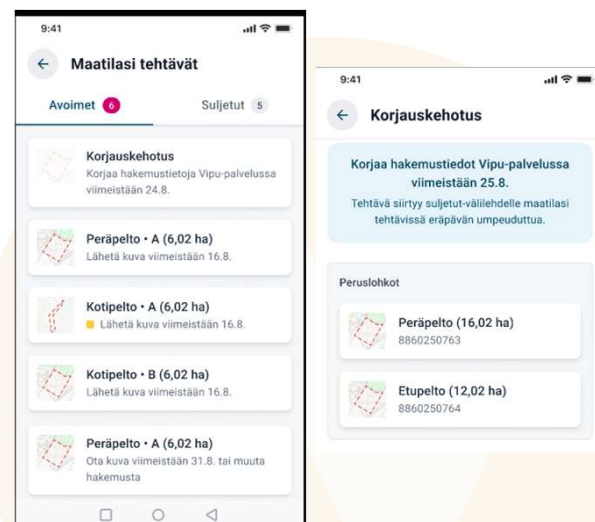 9:41
Maatilasi tehtävät
Avoimet 6 Suljetut 5
Korjauskehotus
Korjaa hakemustietoja Vipu-palvelussa
viimeistään 24.8.
Peräpelto • A (6,02 ha)
Lähetä kuva viimeistään 16.8.
Kotipelto • A (6,02 ha)
Lähetä kuva viimeistään 16.8.
Kotipelto • B (6,02 ha)
Lähetä kuva viimeistään 16.8.
Peräpelto • A (6,02 ha)
Ota kuva viimeistään 31.8. tai muuta
hakemusta
9:41
Korjauskehotus
Korjaa hakemustiedot Vipu-palvelussa
viimeistään 25.8.
Tehtävä siirtyy suljetut-välilehdelle maatilasi
tehtävissä eräpävän umpeuduttua.
Peruslohkot
Peräpelto (16,02 ha)
8860250763
Etupelto (12,02 ha)
8860250764